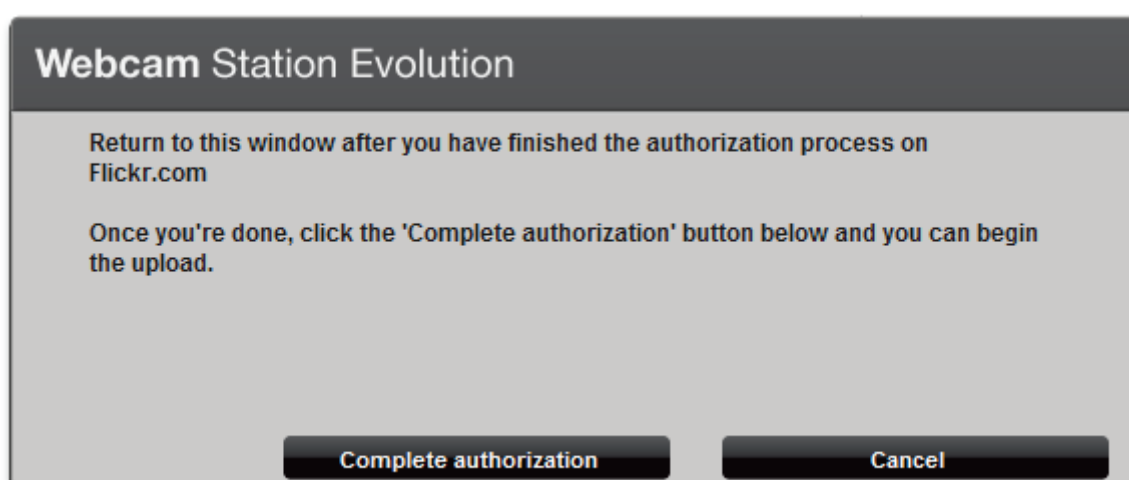 Webcam Station Evolution
Return to this window after you have finished the authorization process on
Flickr.com
Once you're done, click the 'Complete authorization' button below and you can begin
the upload.
Complete authorization
Cancel